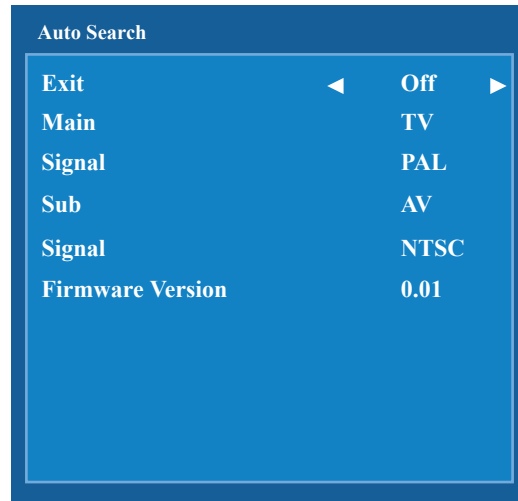 Auto Search
Exit ◀ Off ▶
Main TV
Signal PAL
Sub AV
Signal NTSC
Firmware Version 0.01